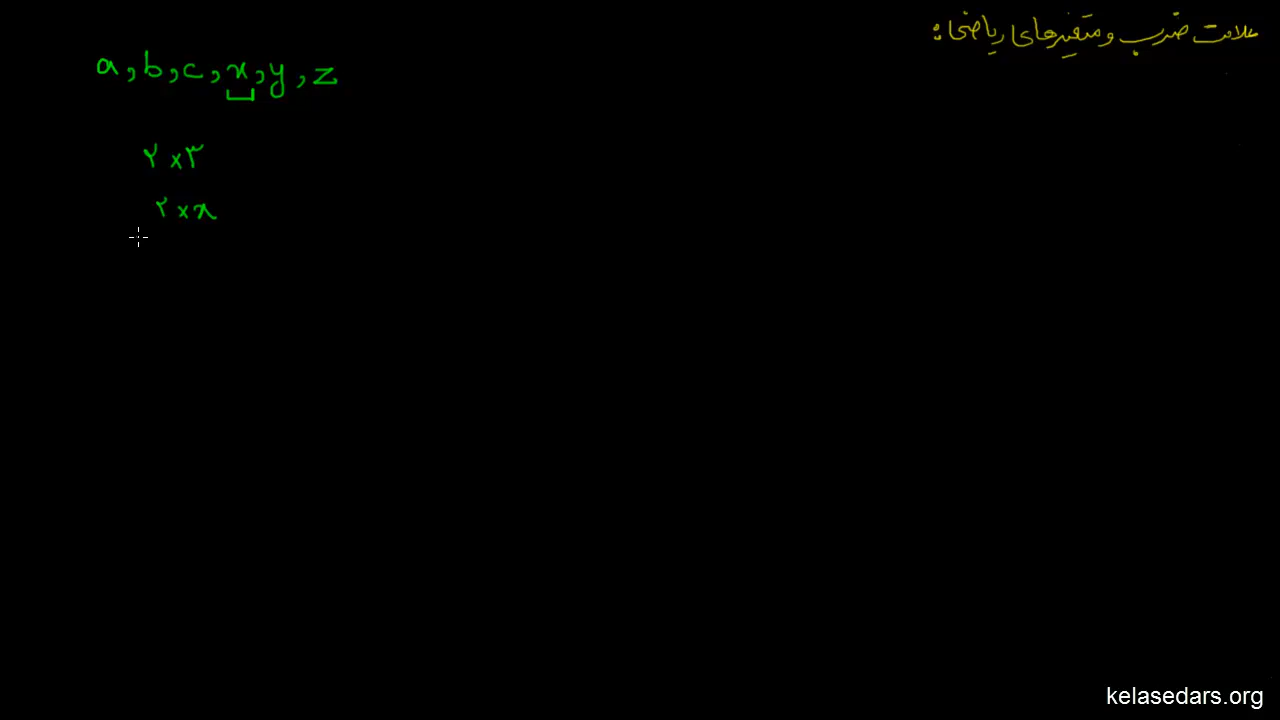 علامت ضرب و متغیرهای ریاضی:
a, b, c, x, y, z
۲ × ۳
۲ × x
kelasedars.org